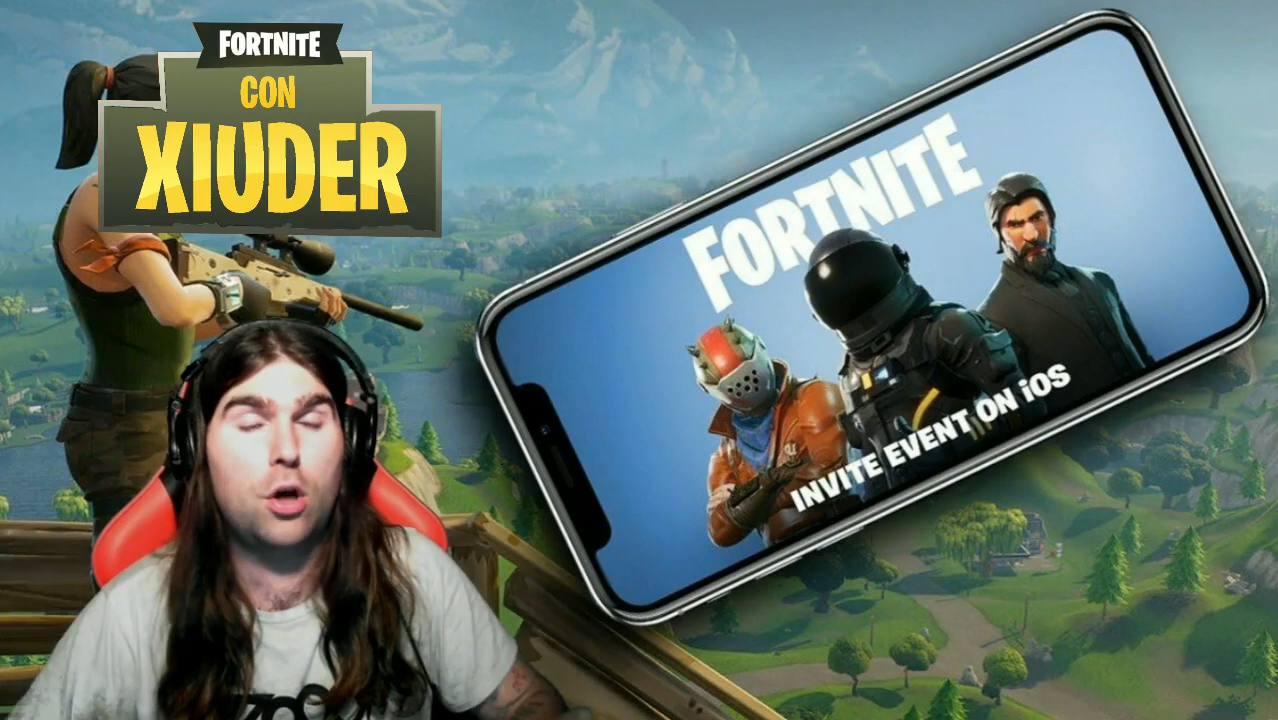 FORTNITE
CON
XIUDER
FORTNITE
INVITE EVENT ON iOS